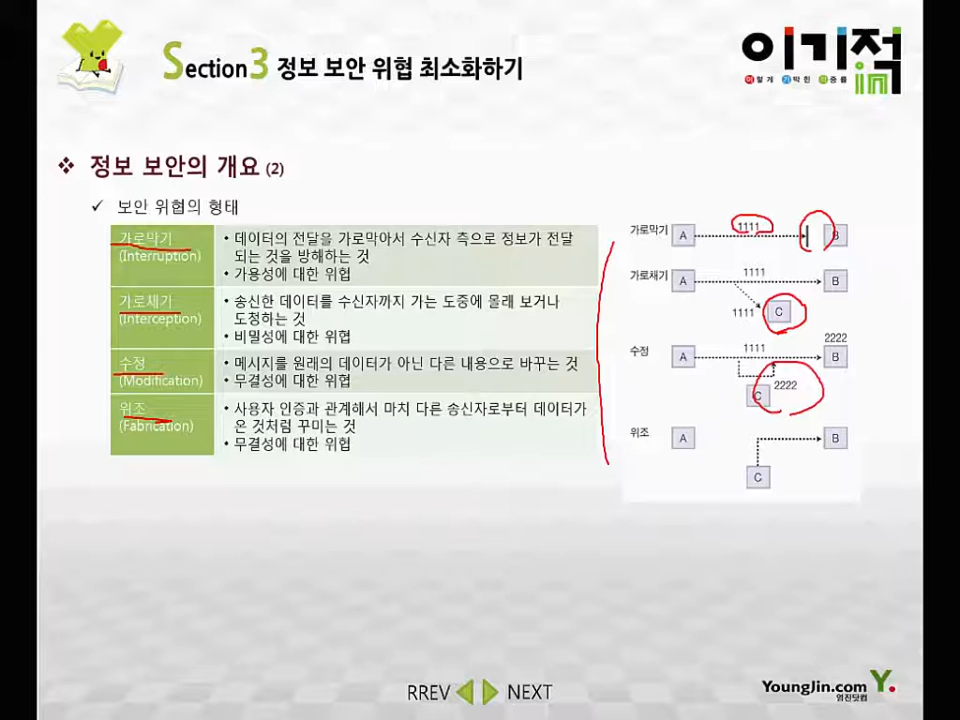 Section 3 정보 보안 위협 최소화하기
이기적in
이렇게 기막힌 적중률
❖ 정보 보안의 개요 (2)
✓ 보안 위협의 형태
가로막기
(Interruption)
• 데이터의 전달을 가로막아서 수신자 측으로 정보가 전달
되는 것을 방해하는 것
• 가용성에 대한 위협
가로채기
(Interception)
• 송신한 데이터를 수신자까지 가는 도중에 몰래 보거나
도청하는 것
• 비밀성에 대한 위협
수정
(Modification)
• 메시지를 원래의 데이터가 아닌 다른 내용으로 바꾸는 것
• 무결성에 대한 위협
위조
(Fabrication)
• 사용자 인증과 관계해서 마치 다른 송신자로부터 데이터가
온 것처럼 꾸미는 것
• 무결성에 대한 위협
가로막기 A 1111 B
가로채기 A 1111 B
1111 C
수정 A 1111 2222 B
C 2222
위조 A B
C
RREV NEXT
YoungJin.com Y.
영진닷컴